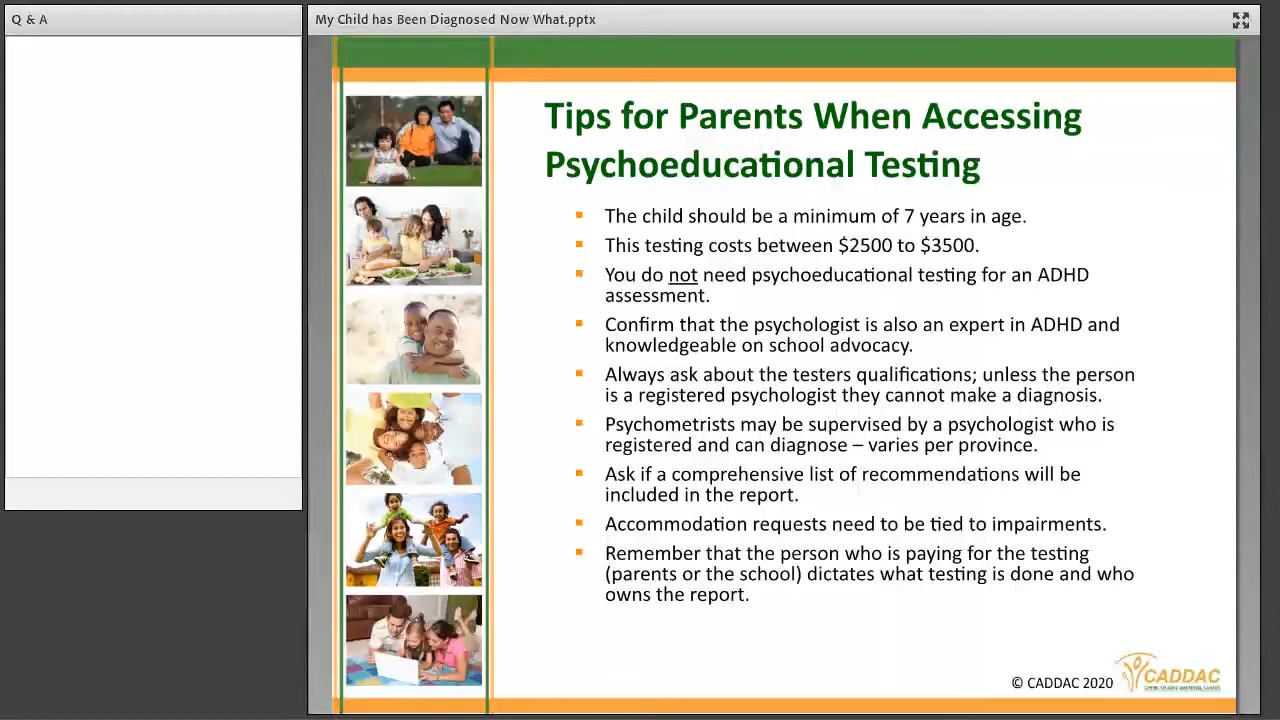 Q & A
My Child has Been Diagnosed Now What.pptx
Tips for Parents When Accessing
Psychoeducational Testing
The child should be a minimum of 7 years in age.
This testing costs between $2500 to $3500.
You do not need psychoeducational testing for an ADHD
assessment.
Confirm that the psychologist is also an expert in ADHD and
knowledgeable on school advocacy.
Always ask about the testers qualifications; unless the person
is a registered psychologist they cannot make a diagnosis.
Psychometrists may be supervised by a psychologist who is
registered and can diagnose – varies per province.
Ask if a comprehensive list of recommendations will be
included in the report.
Accommodation requests need to be tied to impairments.
Remember that the person who is paying for the testing
(parents or the school) dictates what testing is done and who
owns the report.
© CADDAC 2020
CADDAC